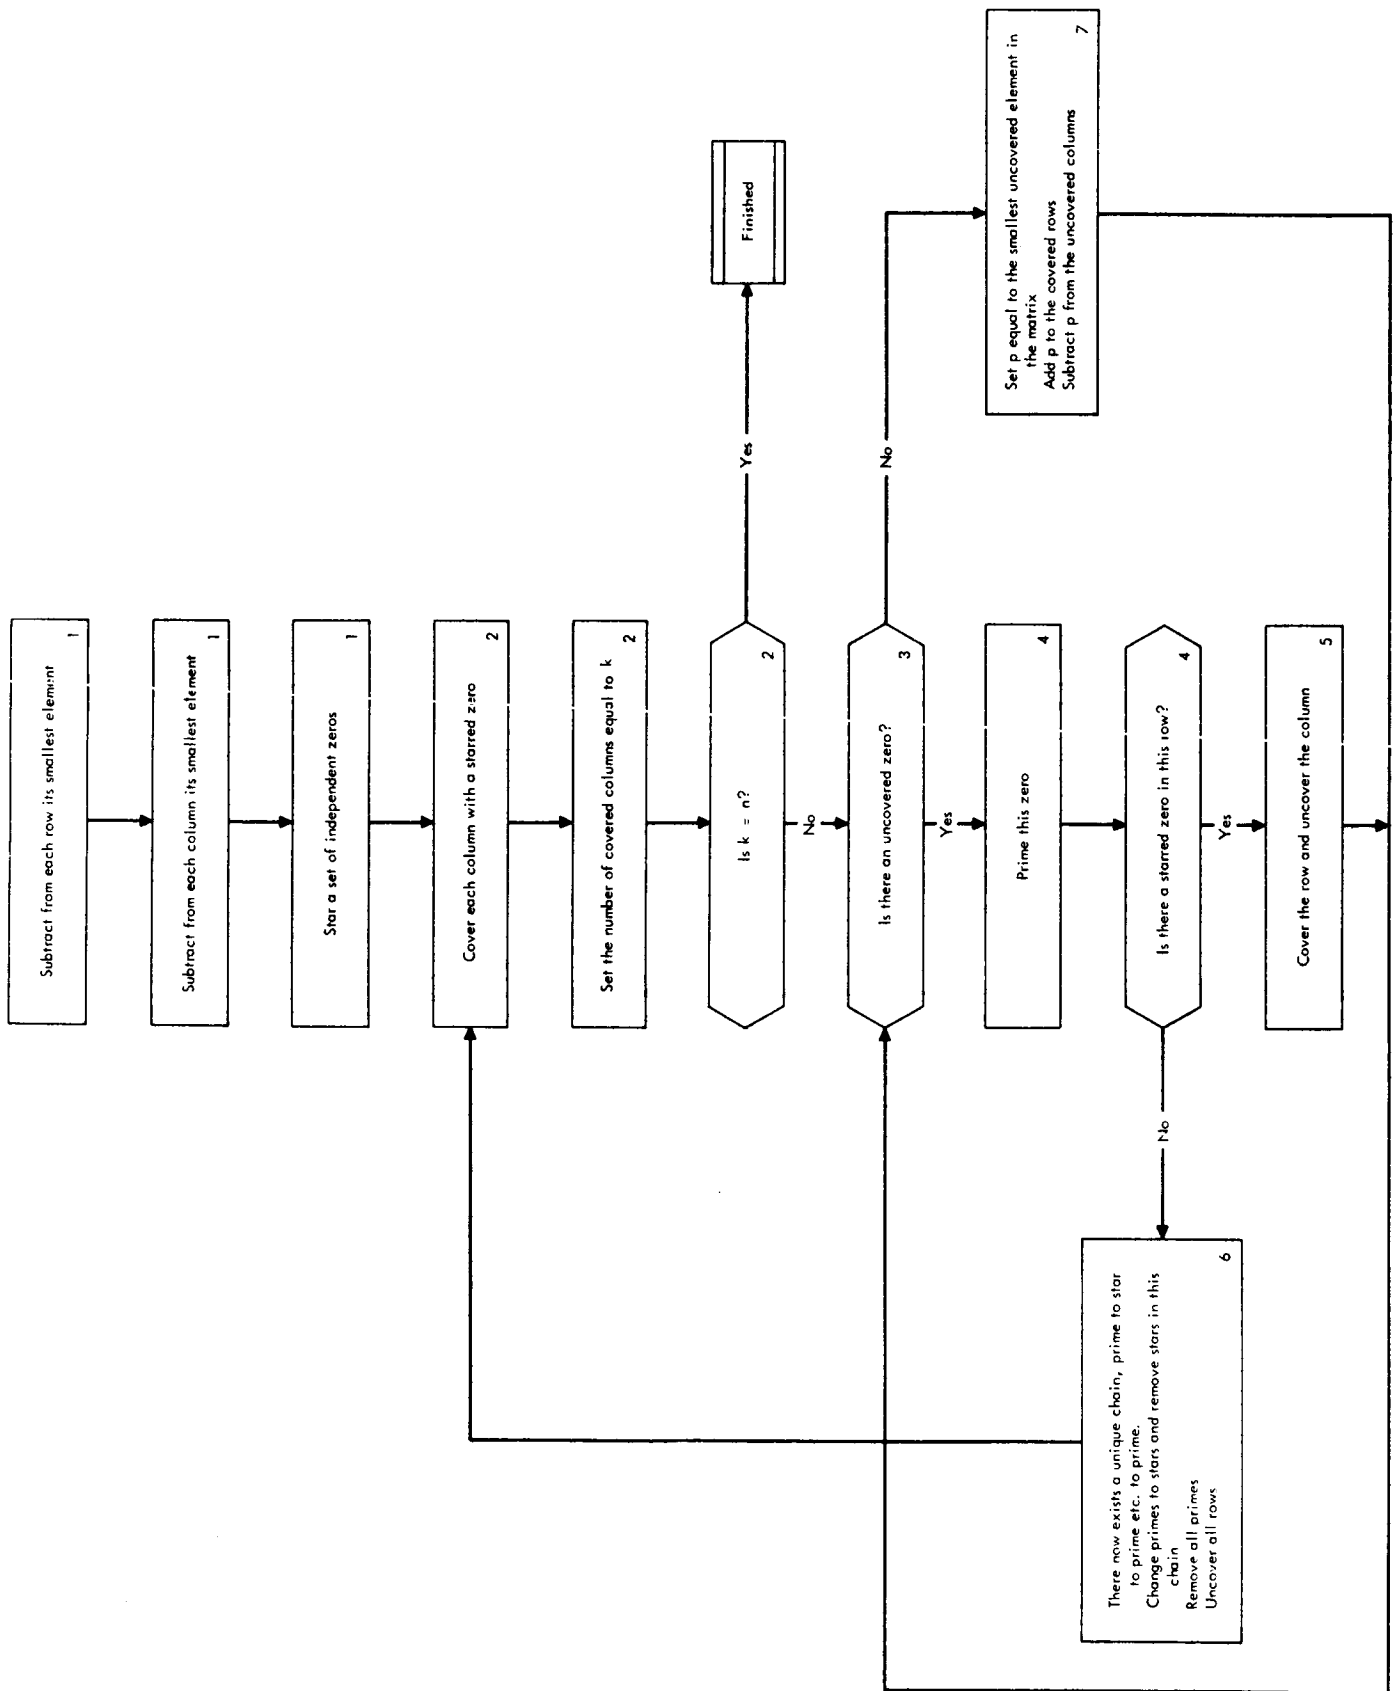 Subtract from each row its smallest element
1
Subtract from each column its smallest element
1
Star a set of independent zeros
1
Cover each column with a starred zero
2
Set the number of covered columns equal to k
2
Is k = n?
2
Yes
Finished
No
Is there an uncovered zero?
3
No
Set p equal to the smallest uncovered element in
the matrix
Add p to the covered rows
Subtract p from the uncovered columns
7
Yes
Prime this zero
4
Is there a starred zero in this row?
4
No
There now exists a unique chain, prime to star
to prime etc. to prime.
Change primes to stars and remove stars in this
chain
Remove all primes
Uncover all rows
6
Yes
Cover the row and uncover the column
5